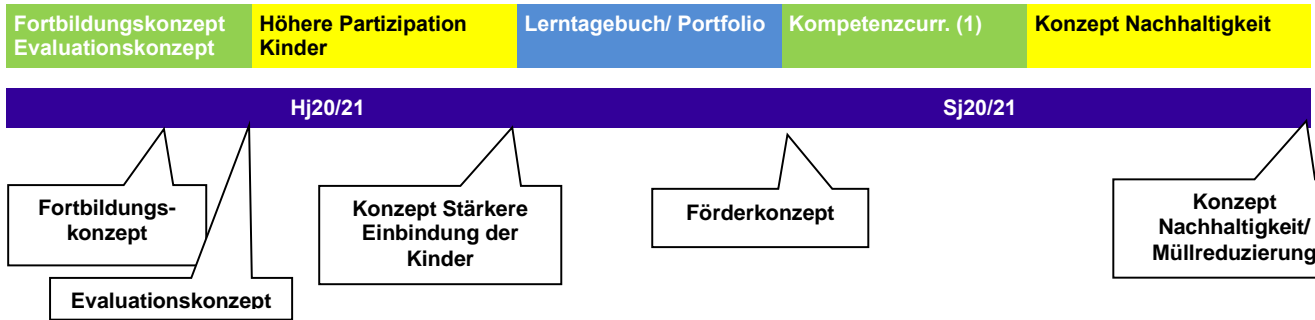 Fortbildungskonzept
Evaluationskonzept
Höhere Partizipation
Kinder
Lerntagebuch/ Portfolio
Kompetenzcurr. (1)
Konzept Nachhaltigkeit
Hj20/21
Sj20/21
Fortbildungs-
konzept
Evaluationskonzept
Konzept Stärkere
Einbindung der
Kinder
Förderkonzept
Konzept
Nachhaltigkeit/
Müllreduzierung